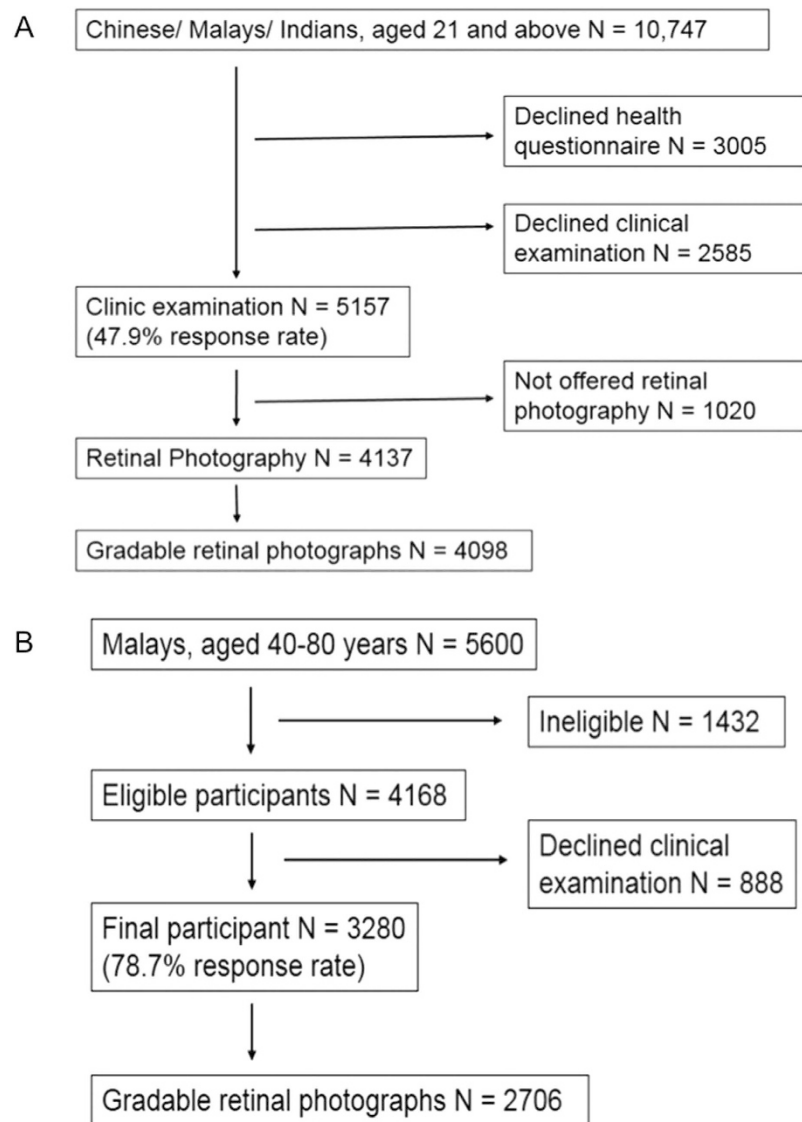 A
Chinese/ Malays/ Indians, aged 21 and above N = 10,747
Declined health
questionnaire N = 3005
Declined clinical
examination N = 2585
Clinic examination N = 5157
(47.9% response rate)
Not offered retinal
photography N = 1020
Retinal Photography N = 4137
Gradable retinal photographs N = 4098
B
Malays, aged 40-80 years N = 5600
Ineligible N = 1432
Eligible participants N = 4168
Declined clinical
examination N = 888
Final participant N = 3280
(78.7% response rate)
Gradable retinal photographs N = 2706